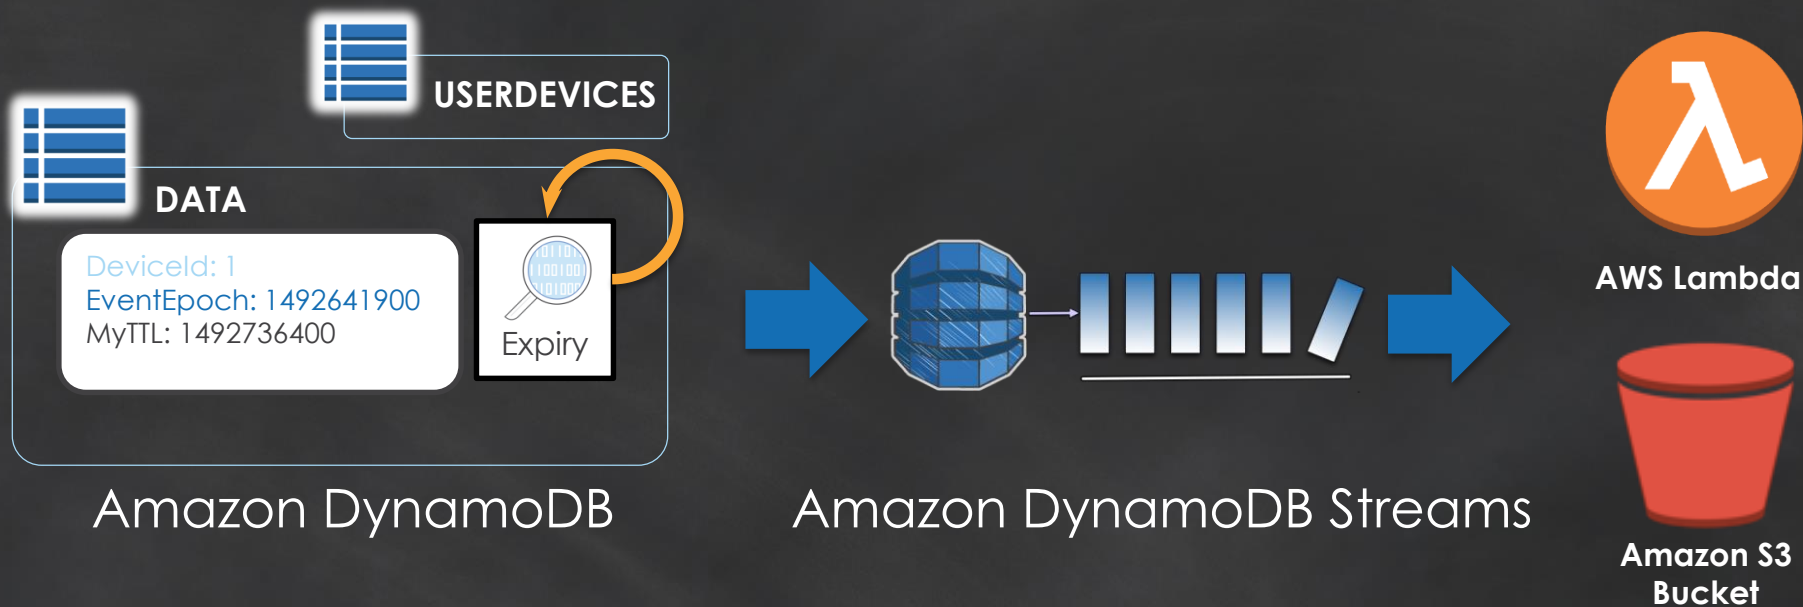 USERDEVICES
DATA
DeviceId: 1
EventEpoch: 1492641900
MyTTL: 1492736400
Expiry
Amazon DynamoDB
Amazon DynamoDB Streams
AWS Lambda
Amazon S3
Bucket